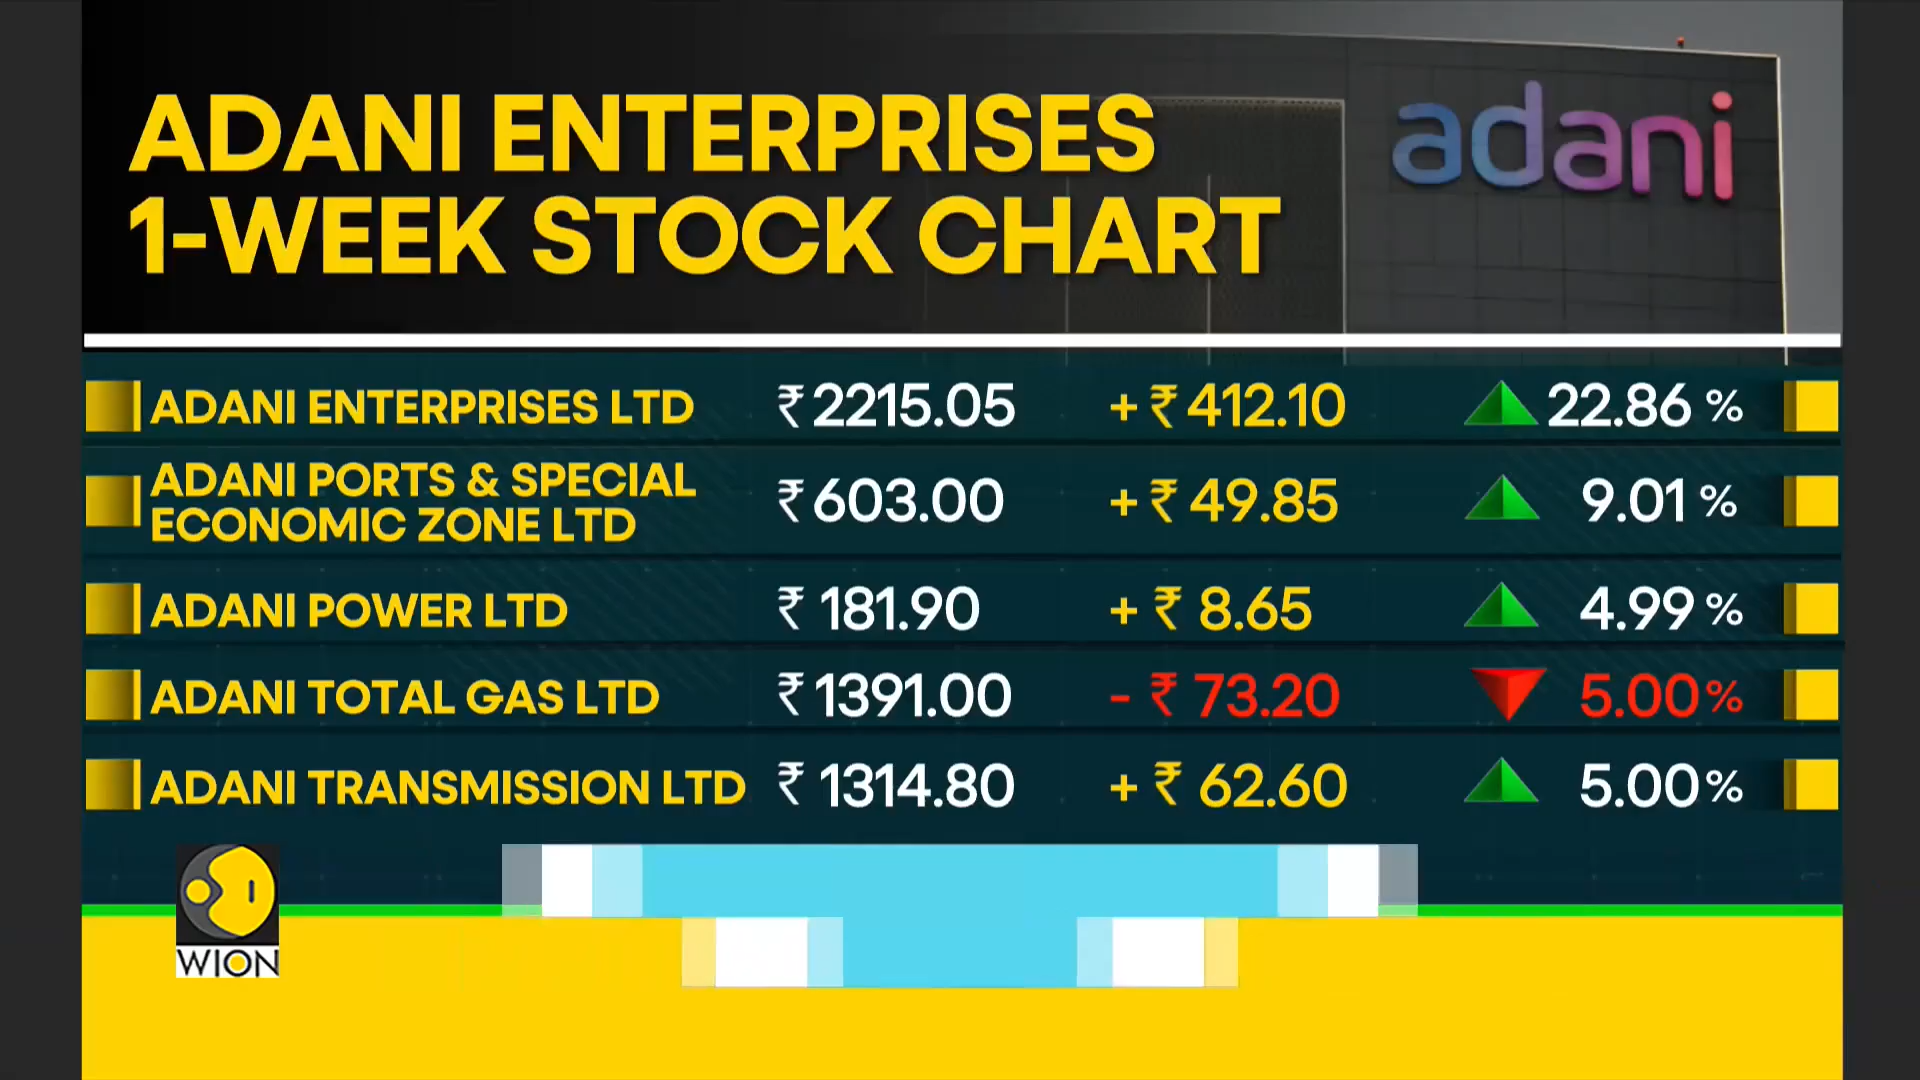 ADANI ENTERPRISES
1-WEEK STOCK CHART
adani
ADANI ENTERPRISES LTD ₹2215.05 + ₹412.10 22.86 %
ADANI PORTS & SPECIAL
ECONOMIC ZONE LTD ₹603.00 + ₹49.85 9.01 %
ADANI POWER LTD ₹ 181.90 + ₹ 8.65 4.99 %
ADANI TOTAL GAS LTD ₹1391.00 - ₹ 73.20 5.00%
ADANI TRANSMISSION LTD ₹ 1314.80 + ₹ 62.60 5.00%
WION